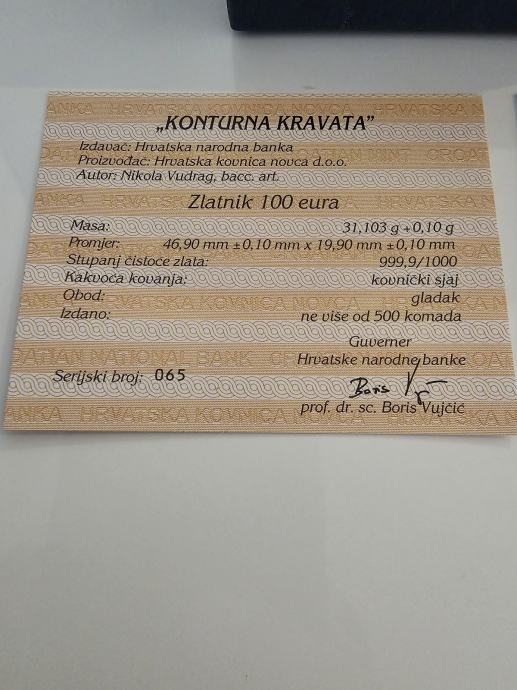 „KONTURNA KRAVATA”
Izdavač: Hrvatska narodna banka
Proizvođač: Hrvatska kovnica novca d.o.o.
Autor: Nikola Vudrag, bacc. art.
Zlatnik 100 eura
Masa: 31,103 g +0,10 g
Promjer: 46,90 mm ±0,10 mm x 19,90 mm ±0,10 mm
Stupanj čistoće zlata: 999,9/1000
Kakvoća kovanja: kovnički sjaj
Obod: gladak
Izdano: ne više od 500 komada
Guverner
Hrvatske narodne banke
Serijski broj: 065
Boris
prof. dr. sc. Boris Vujčić